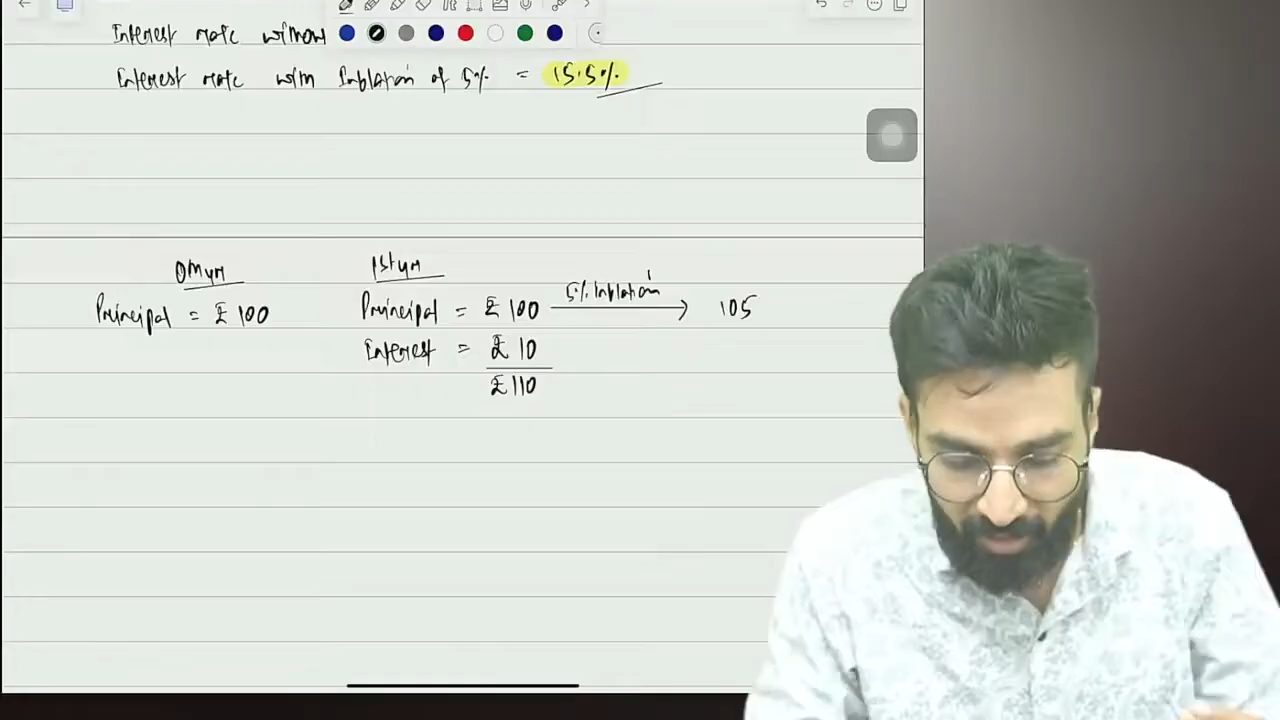 Interest rate without
Interest rate with Inflation of 5% = 15.5%
0th yr 1st yr
Principal = £ 100 Principal = £ 100 5% Inflation 105
Interest = £ 10
£ 110